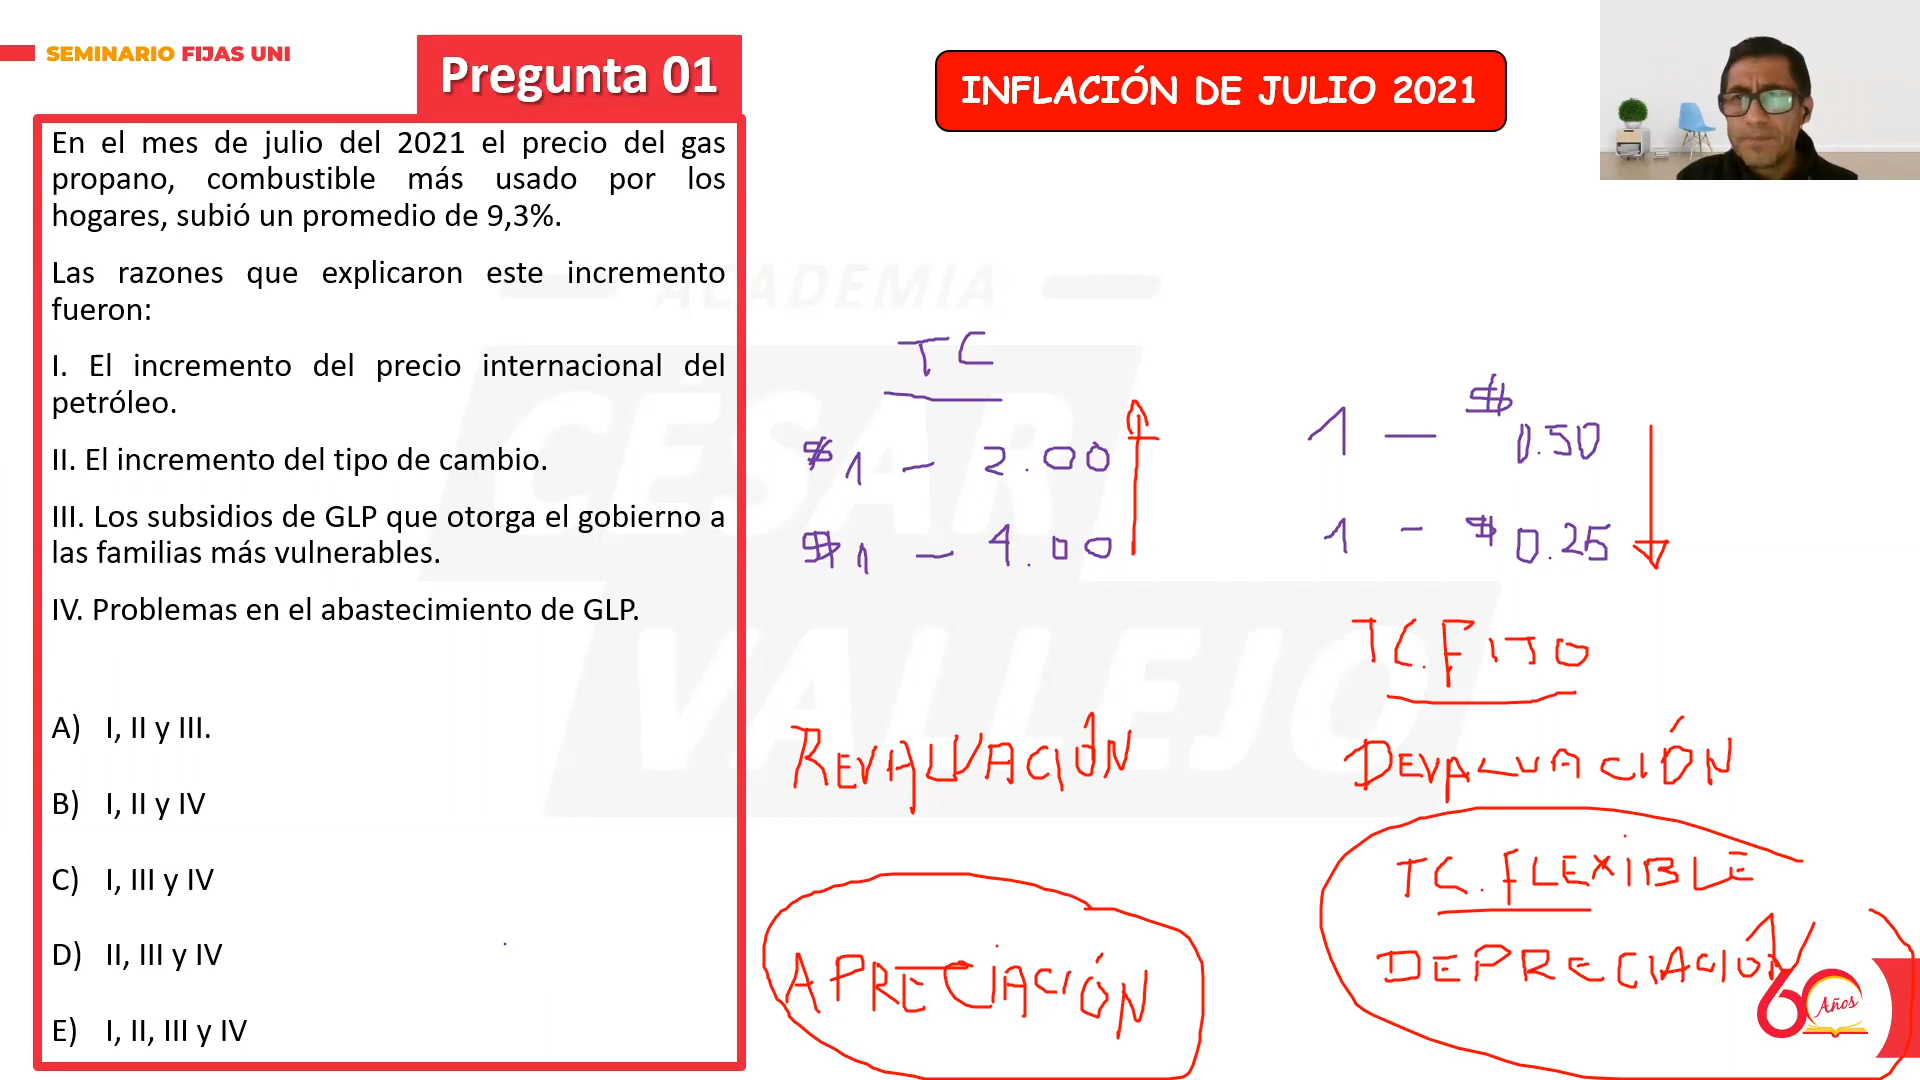 SEMINARIO FIJAS UNI
Pregunta 01
INFLACIÓN DE JULIO 2021
En el mes de julio del 2021 el precio del gas
propano, combustible más usado por los
hogares, subió un promedio de 9,3%.
Las razones que explicaron este incremento
fueron:
I. El incremento del precio internacional del
petróleo.
II. El incremento del tipo de cambio.
III. Los subsidios de GLP que otorga el gobierno a
las familias más vulnerables.
IV. Problemas en el abastecimiento de GLP.
A) I, II y III.
B) I, II y IV
C) I, III y IV
D) II, III y IV
E) I, II, III y IV
ACADEMIA
CÉSAR
VALLEJO
TC
$1 – 2.00
$1 – 4.00
1 – $0.50
1 – $0.25
TC. FIJO
REVALUACIÓN
DEVALUACIÓN
TC. FLEXIBLE
APRECIACIÓN
DEPRECIACIÓN
60 Años